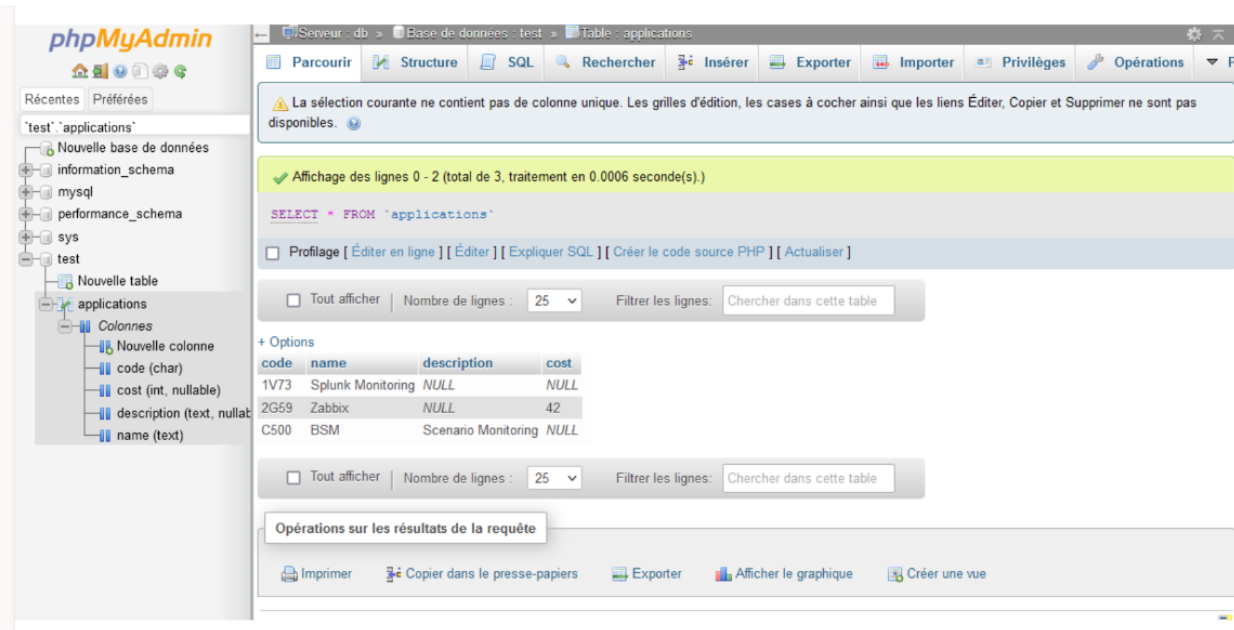 phpMyAdmin
Récentes Préférées
`test`.`applications`
Nouvelle base de données
information_schema
mysql
performance_schema
sys
test
Nouvelle table
applications
Colonnes
Nouvelle colonne
code (char)
cost (int, nullable)
description (text, nullab
name (text)
Serveur : db » Base de données : test » Table : applications
Parcourir Structure SQL Rechercher Insérer Exporter Importer Privilèges Opérations
La sélection courante ne contient pas de colonne unique. Les grilles d'édition, les cases à cocher ainsi que les liens Éditer, Copier et Supprimer ne sont pas
disponibles.
Affichage des lignes 0 - 2 (total de 3, traitement en 0.0006 seconde(s).)
SELECT * FROM `applications`
Profilage [ Éditer en ligne ] [ Éditer ] [ Expliquer SQL ] [ Créer le code source PHP ] [ Actualiser ]
Tout afficher | Nombre de lignes : 25 Filtrer les lignes: Chercher dans cette table
+ Options
code name description cost
1V73 Splunk Monitoring NULL NULL
2G59 Zabbix NULL 42
C500 BSM Scenario Monitoring NULL
Tout afficher | Nombre de lignes : 25 Filtrer les lignes: Chercher dans cette table
Opérations sur les résultats de la requête
Imprimer Copier dans le presse-papiers Exporter Afficher le graphique Créer une vue